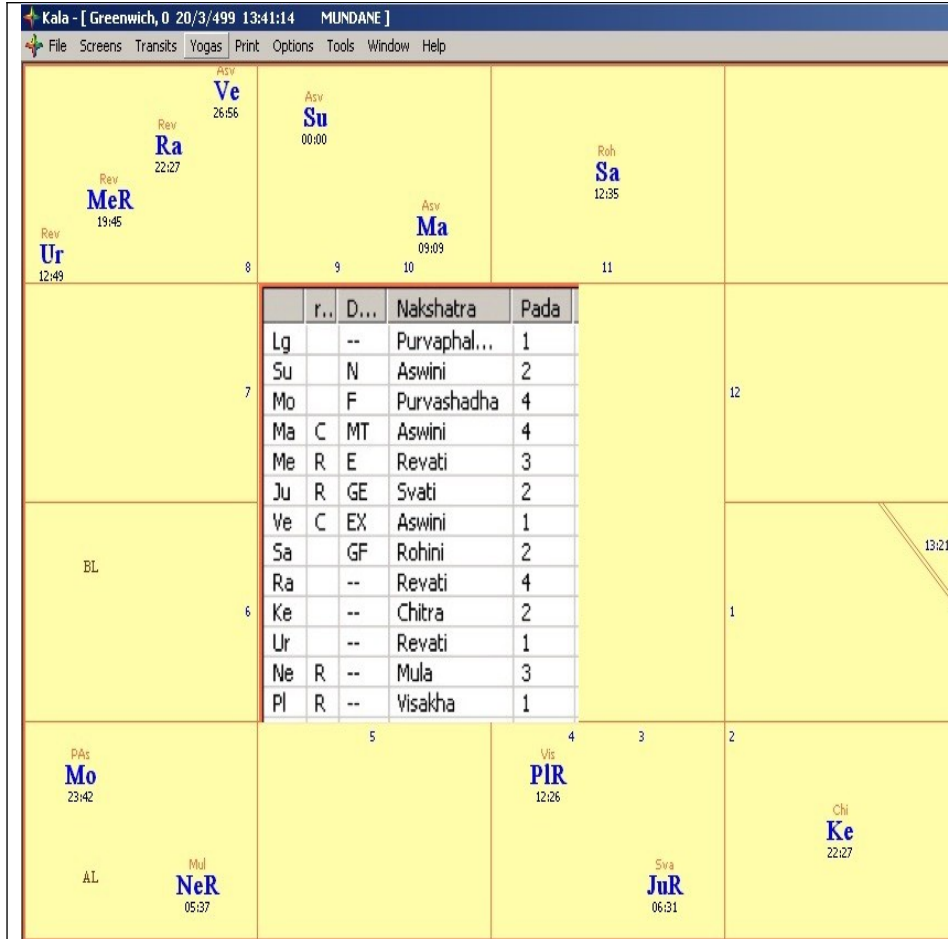 Kala - [ Greenwich, 0 20/3/499 13:41:14 MUNDANE ]
File Screens Transits Yogas Print Options Tools Window Help
Asv
Ve
26:56
Rev
Ra
22:27
Rev
MeR
19:45
Rev
Ur
12:49
8
Asv
Su
00:00
Asv
Ma
09:09
9 10
Roh
Sa
12:35
11
7
12
r.. D... Nakshatra Pada
Lg -- Purvaphal... 1
Su N Aswini 2
Mo F Purvashadha 4
Ma C MT Aswini 4
Me R E Revati 3
Ju R GE Svati 2
Ve C EX Aswini 1
Sa GF Rohini 2
Ra -- Revati 4
Ke -- Chitra 2
Ur -- Revati 1
Ne R -- Mula 3
Pl R -- Visakha 1
BL
6
13:21
1
PAs
Mo
23:42
AL
Mul
NeR
05:37
5
4 3
Vis
PlR
12:26
Sva
JuR
06:31
2
Chi
Ke
22:27